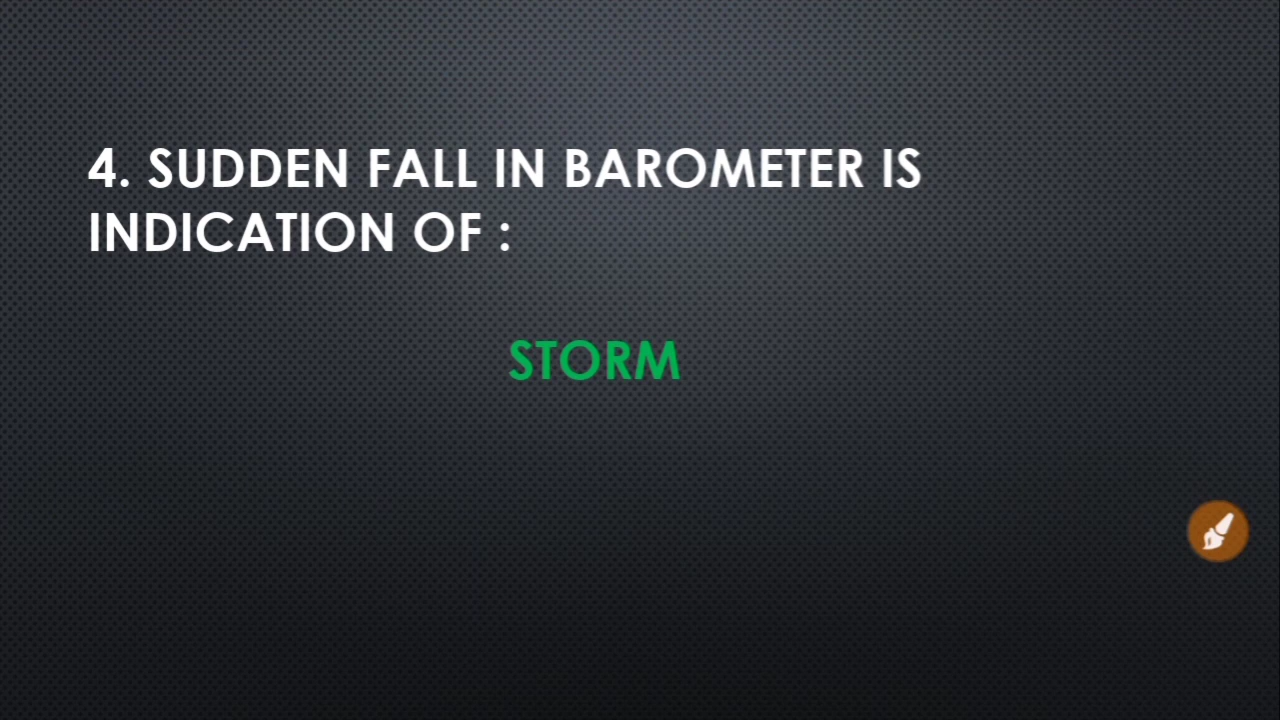 4. SUDDEN FALL IN BAROMETER IS
INDICATION OF :
STORM